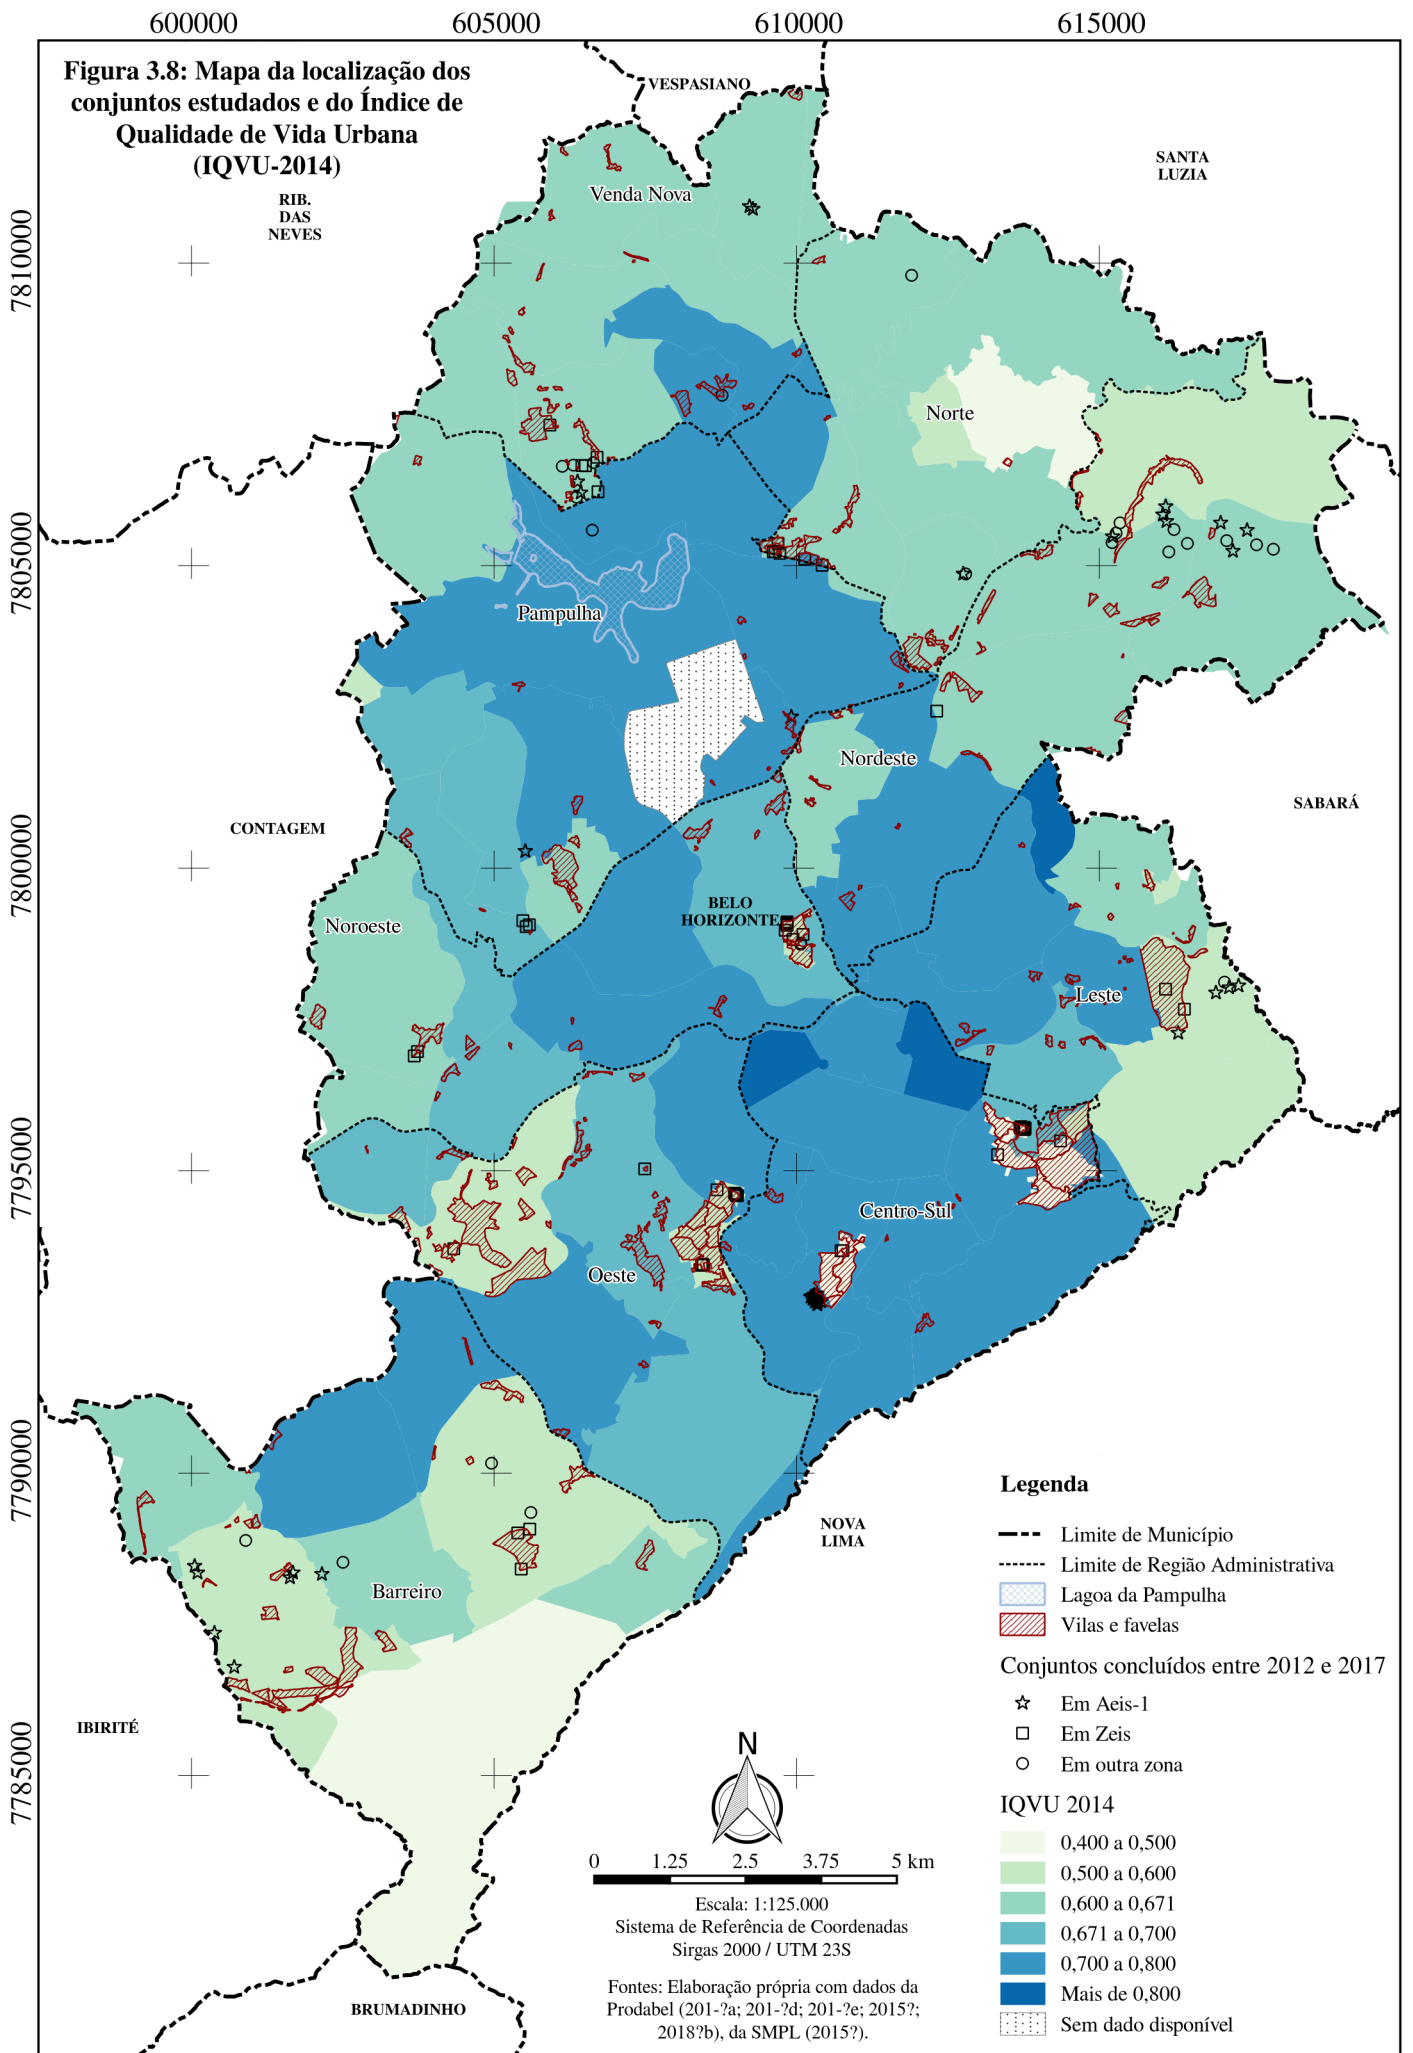 600000 605000 610000 615000
Figura 3.8: Mapa da localização dos
conjuntos estudados e do Índice de
Qualidade de Vida Urbana
(IQVU-2014)
VESPASIANO
SANTA
LUZIA
RIB.
DAS
NEVES
Venda Nova
7810000
Norte
7805000
Pampulha
Nordeste
SABARÁ
CONTAGEM
7800000
BELO
HORIZONTE
Noroeste
Leste
7795000
Centro-Sul
Oeste
7790000
NOVA
LIMA
Barreiro
IBIRITÉ
7785000
BRUMADINHO
N
0 1.25 2.5 3.75 5 km
Escala: 1:125.000
Sistema de Referência de Coordenadas
Sirgas 2000 / UTM 23S
Fontes: Elaboração própria com dados da
Prodabel (201-?a; 201-?d; 201-?e; 2015?;
2018?b), da SMPL (2015?).
Legenda
Limite de Município
Limite de Região Administrativa
Lagoa da Pampulha
Vilas e favelas
Conjuntos concluídos entre 2012 e 2017
Em Aeis-1
Em Zeis
Em outra zona
IQVU 2014
0,400 a 0,500
0,500 a 0,600
0,600 a 0,671
0,671 a 0,700
0,700 a 0,800
Mais de 0,800
Sem dado disponível